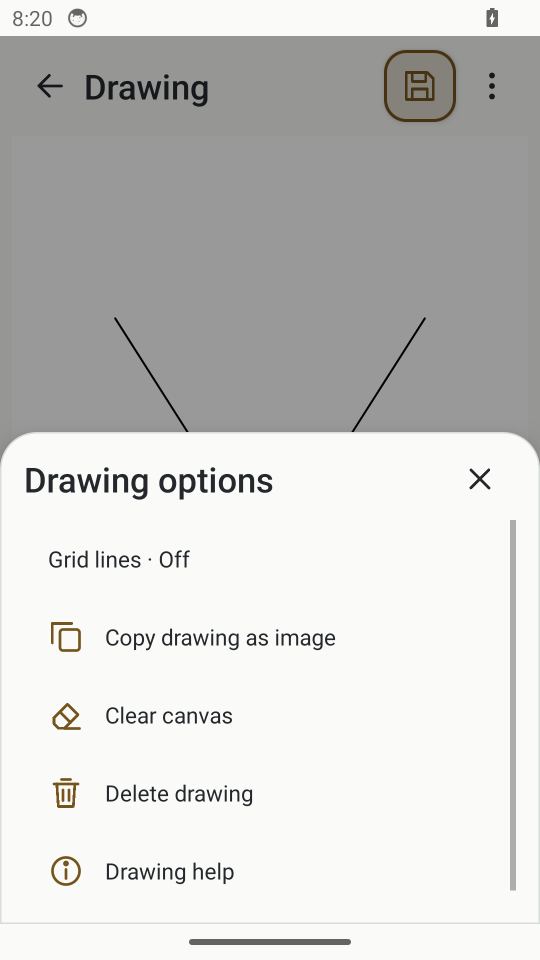 8:20
Drawing
Drawing options
Grid lines · Off
Copy drawing as image
Clear canvas
Delete drawing
Drawing help